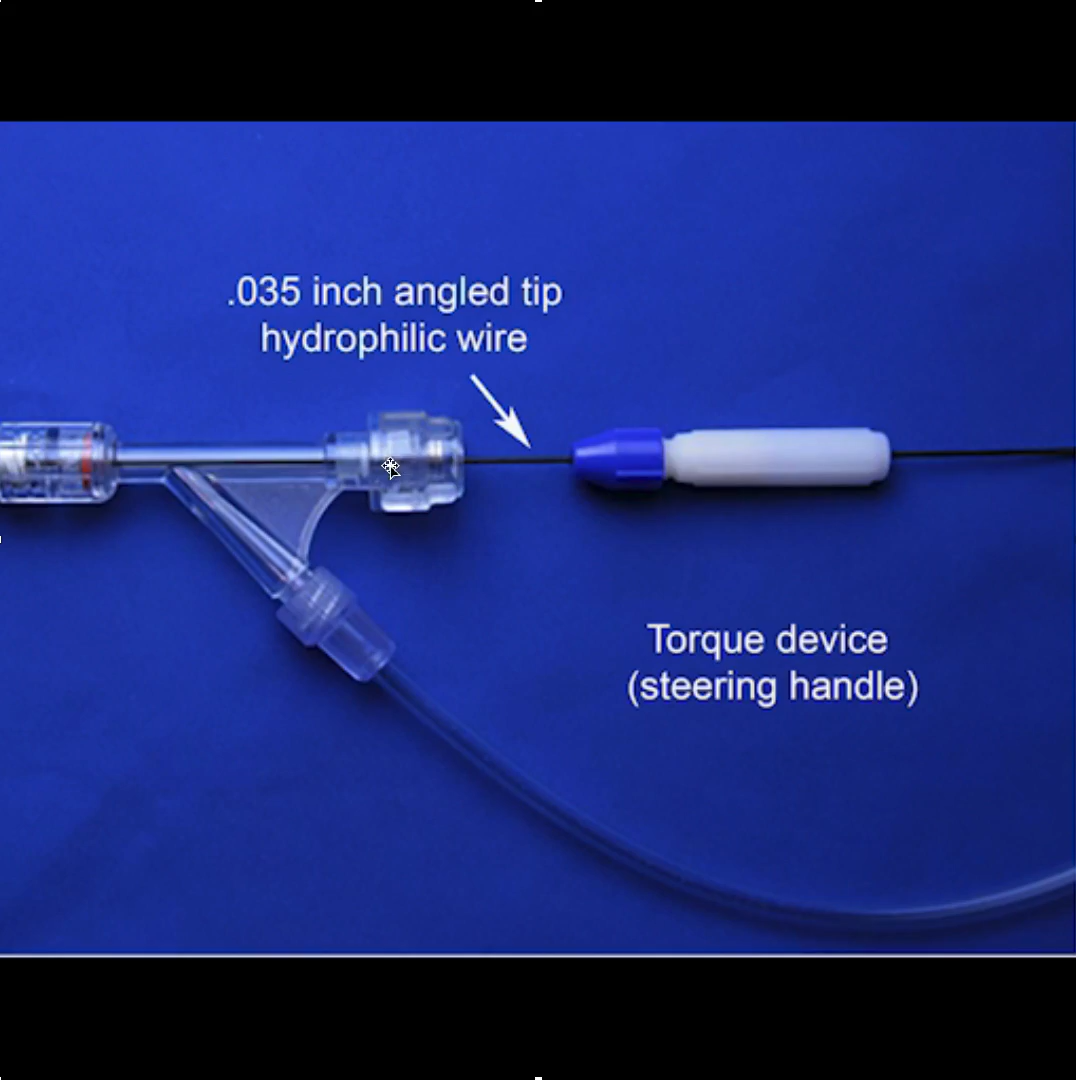 .035 inch angled tip
hydrophilic wire
Torque device
(steering handle)